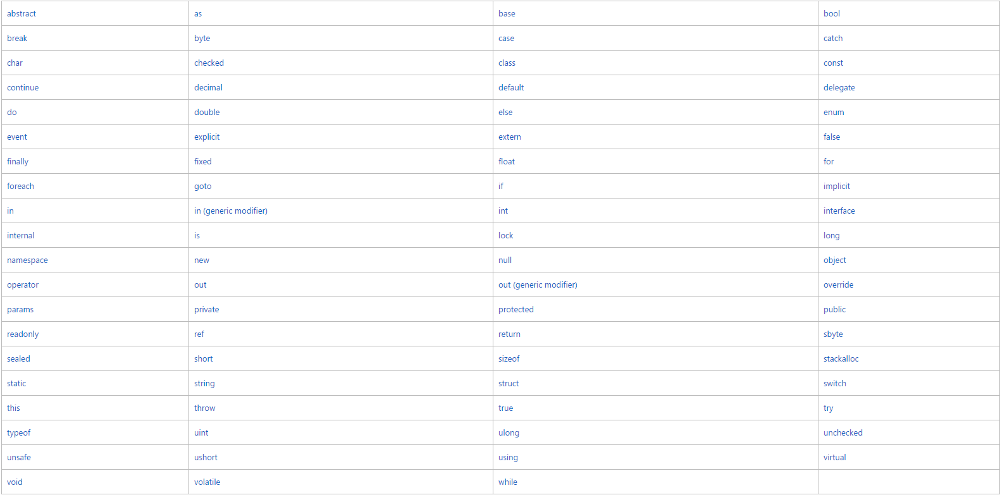 abstract as base bool
break byte case catch
char checked class const
continue decimal default delegate
do double else enum
event explicit extern false
finally fixed float for
foreach goto if implicit
in in (generic modifier) int interface
internal is lock long
namespace new null object
operator out out (generic modifier) override
params private protected public
readonly ref return sbyte
sealed short sizeof stackalloc
static string struct switch
this throw true try
typeof uint ulong unchecked
unsafe ushort using virtual
void volatile while